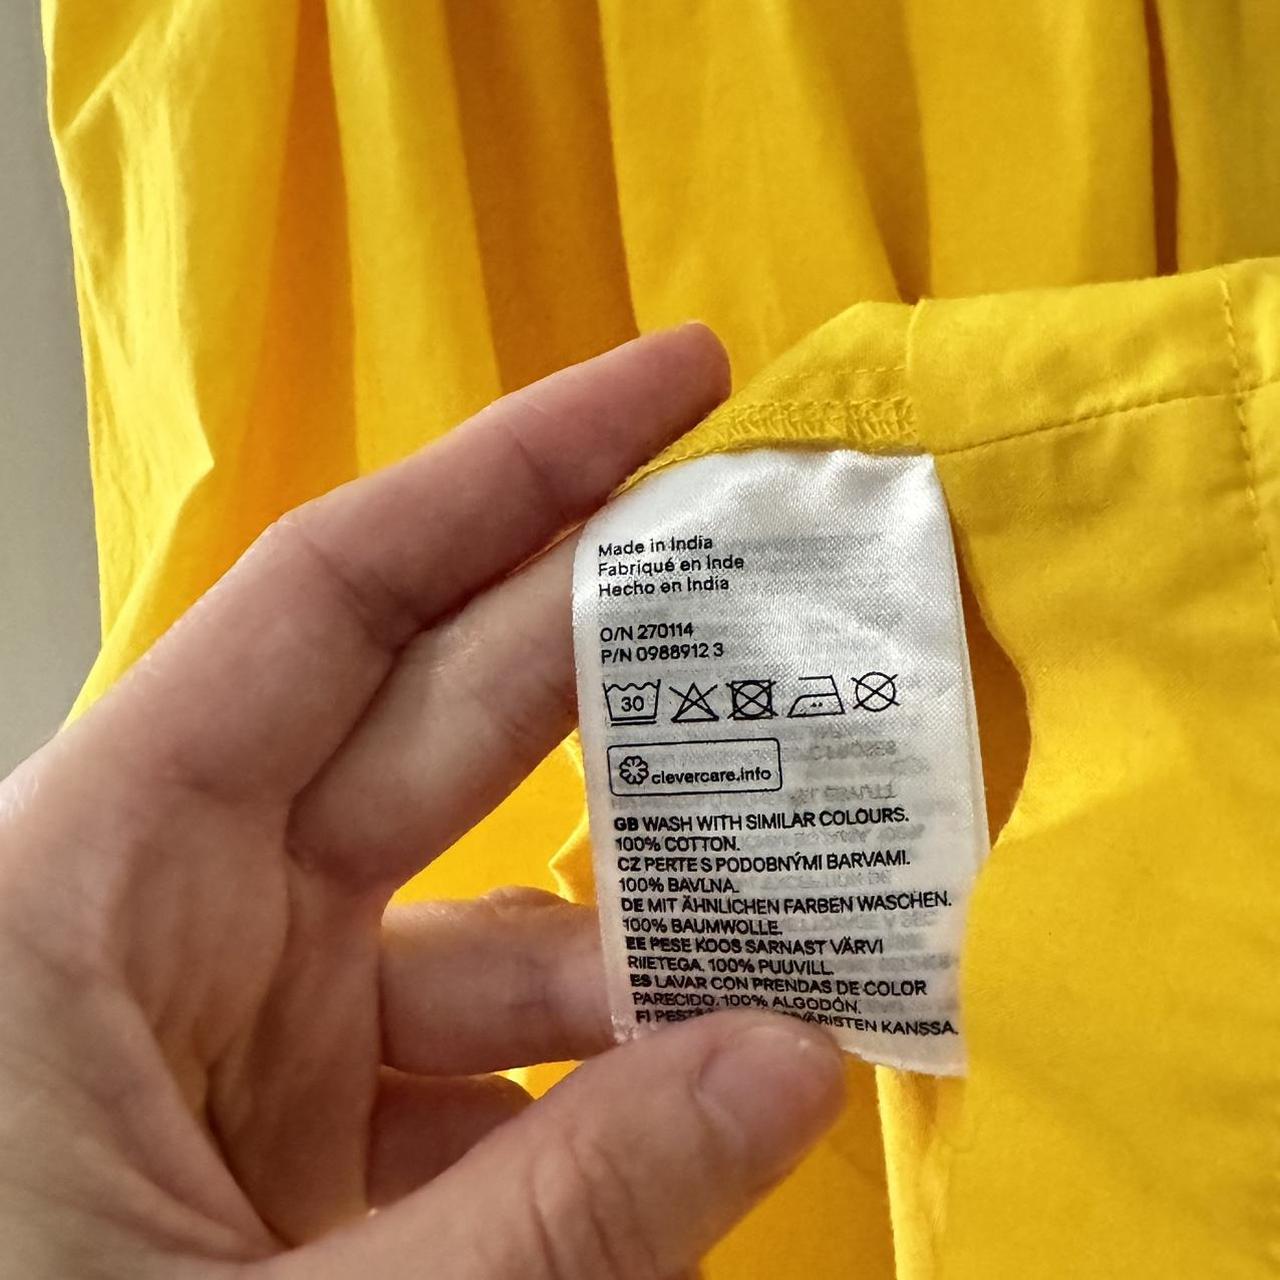 Made in India
Fabriqué en Inde
Hecho en India
O/N 270114
P/N 0988912 3
30
clevercare.info
GB WASH WITH SIMILAR COLOURS.
100% COTTON.
CZ PERTE S PODOBNÝMI BARVAMI.
100% BAVLNA.
DE MIT ÄHNLICHEN FARBEN WASCHEN.
100% BAUMWOLLE.
EE PESE KOOS SARNAST VÄRVI
RIIETEGA. 100% PUUVILL.
ES LAVAR CON PRENDAS DE COLOR
PARECIDO. 100% ALGODÓN.
FI KANSSA.